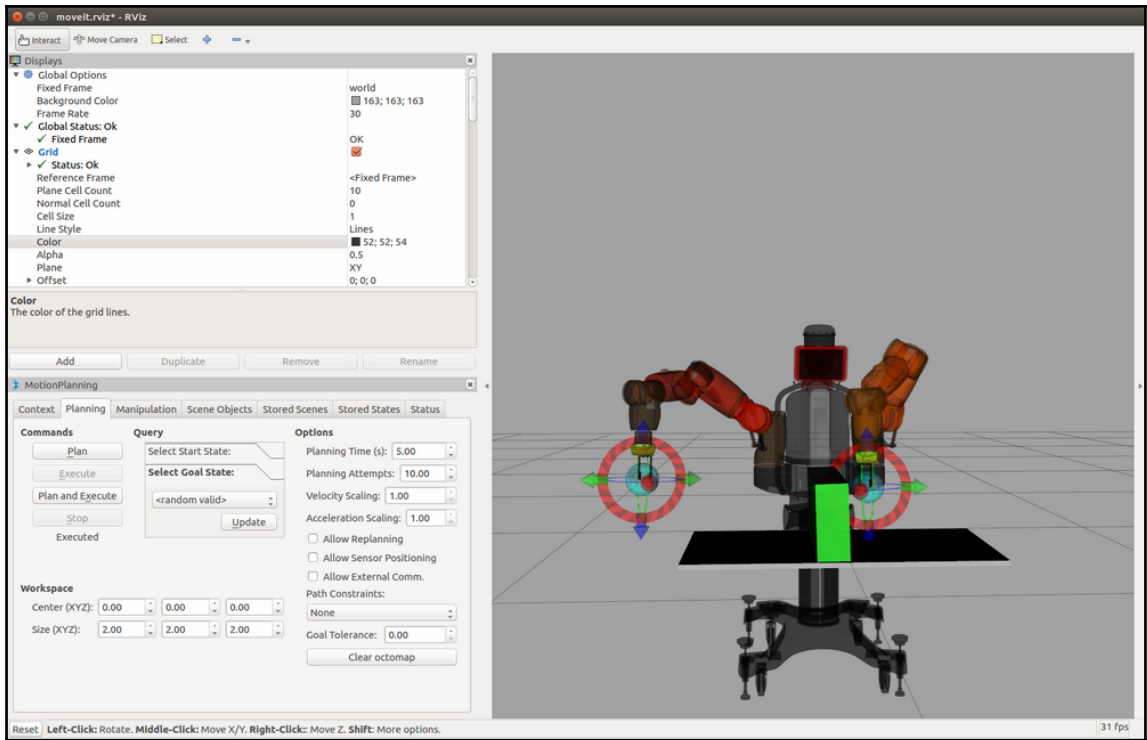 moveit.rviz* - RViz
Interact Move Camera Select
Displays
Global Options
Fixed Frame world
Background Color 163; 163; 163
Frame Rate 30
Global Status: Ok
Fixed Frame OK
Grid
Status: Ok
Reference Frame <Fixed Frame>
Plane Cell Count 10
Normal Cell Count 0
Cell Size 1
Line Style Lines
Color 52; 52; 54
Alpha 0.5
Plane XY
Offset 0; 0; 0
Color
The color of the grid lines.
Add Duplicate Remove Rename
MotionPlanning
Context Planning Manipulation Scene Objects Stored Scenes Stored States Status
Commands Query Options
Plan Select Start State: Planning Time (s): 5.00
Execute Select Goal State: Planning Attempts: 10.00
Plan and Execute <random valid> Velocity Scaling: 1.00
Stop Update Acceleration Scaling: 1.00
Executed Allow Replanning
Allow Sensor Positioning
Allow External Comm.
Workspace Path Constraints:
Center (XYZ): 0.00 0.00 0.00 None
Size (XYZ): 2.00 2.00 2.00 Goal Tolerance: 0.00
Clear octomap
Reset Left-Click: Rotate. Middle-Click: Move X/Y. Right-Click:: Move Z. Shift: More options. 31 fps